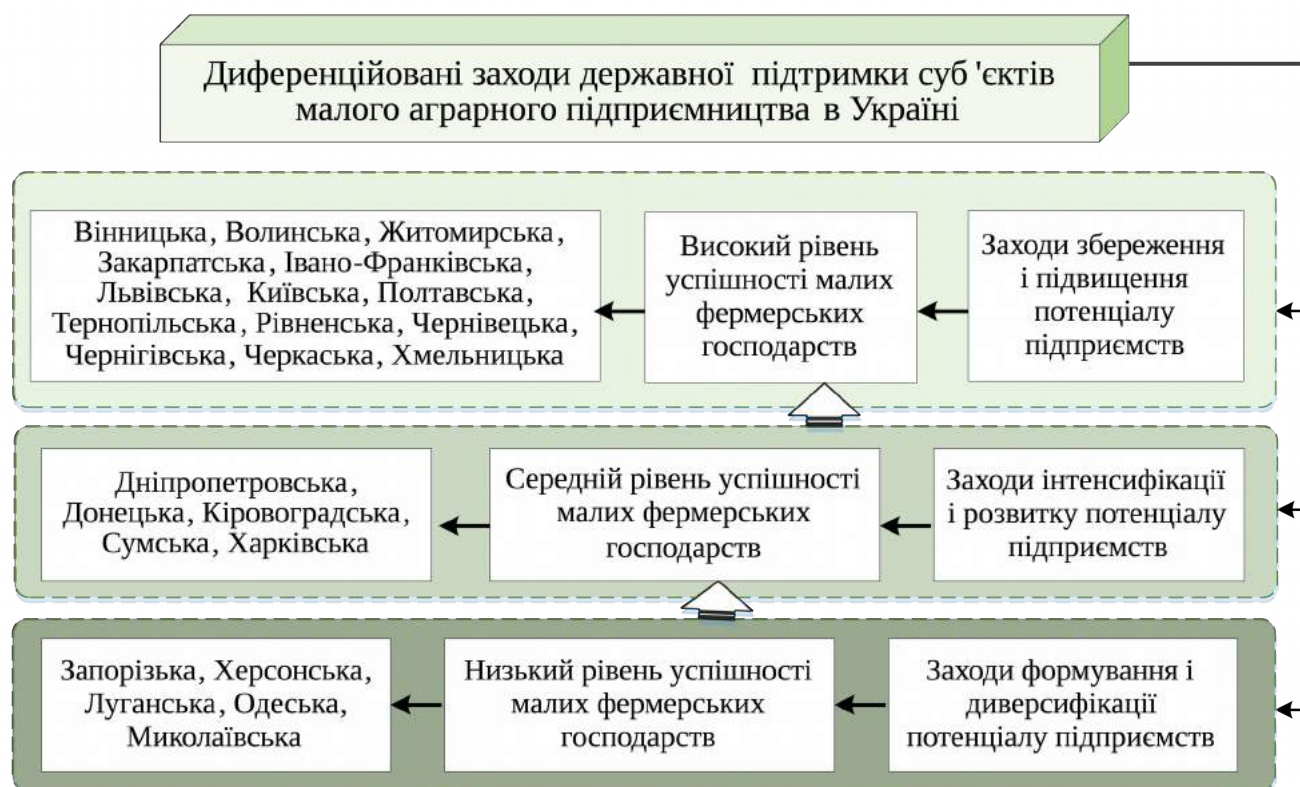 Диференційовані заходи державної підтримки суб'єктів
малого аграрного підприємництва в Україні
Вінницька, Волинська, Житомирська,
Закарпатська, Івано-Франківська,
Львівська, Київська, Полтавська,
Тернопільська, Рівненська, Чернівецька,
Чернігівська, Черкаська, Хмельницька
Високий рівень
успішності малих
фермерських
господарств
Заходи збереження
і підвищення
потенціалу
підприємств
Дніпропетровська,
Донецька, Кіровоградська,
Сумська, Харківська
Середній рівень успішності
малих фермерських
господарств
Заходи інтенсифікації
і розвитку потенціалу
підприємств
Запорізька, Херсонська,
Луганська, Одеська,
Миколаївська
Низький рівень успішності
малих фермерських
господарств
Заходи формування і
диверсифікації
потенціалу підприємств